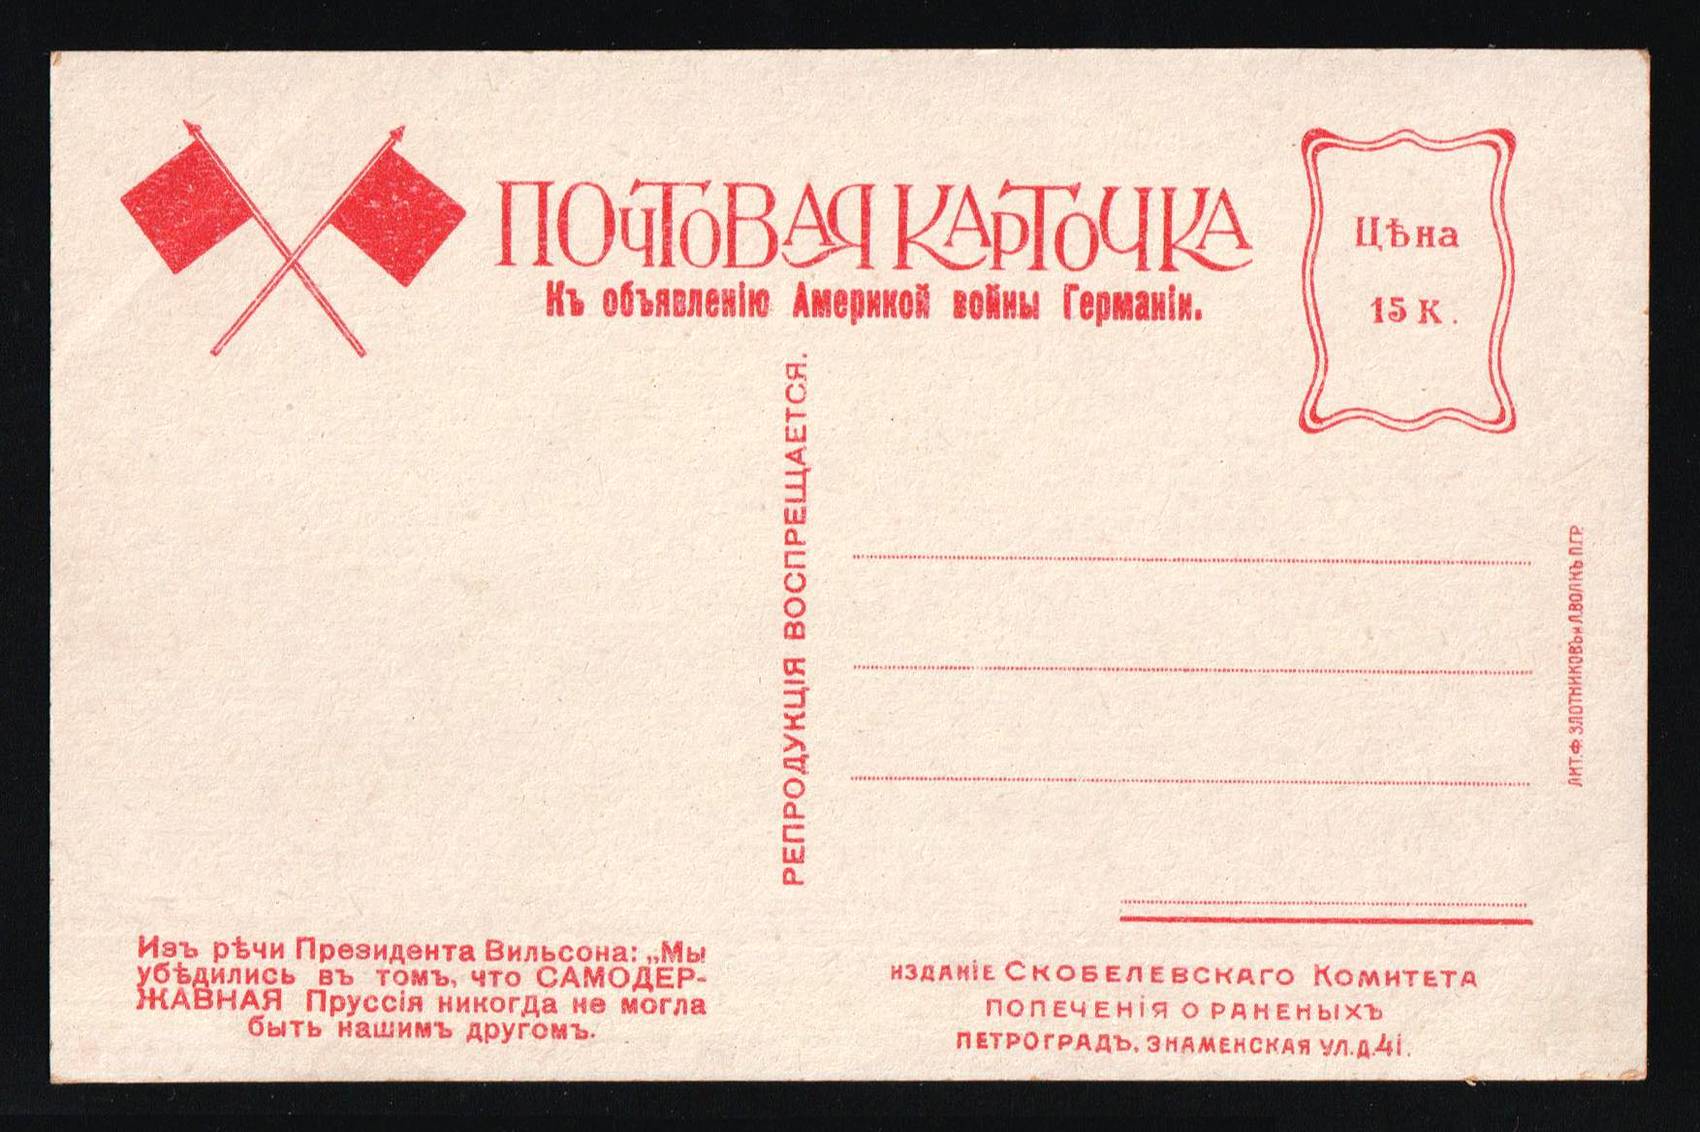 ПОЧТОВАЯ КАРТОЧКА
Къ объявленію Америкой войны Германіи.
Цѣна
15 К.
РЕПРОДУКЦІЯ ВОСПРЕЩАЕТСЯ.
ЛИТ. Ф. ЗЛОТНИКОВЪ и Л. ВОЛКЪ П.ГР.
Изъ рѣчи Президента Вильсона: „Мы
убѣдились въ томъ, что САМОДЕР-
ЖАВНАЯ Пруссія никогда не могла
быть нашимъ другомъ.
ИЗДАНІЕ СКОБЕЛЕВСКАГО КОМИТЕТА
ПОПЕЧЕНІЯ О РАНЕНЫХЪ
ПЕТРОГРАДЪ, ЗНАМЕНСКАЯ УЛ. Д. 41.